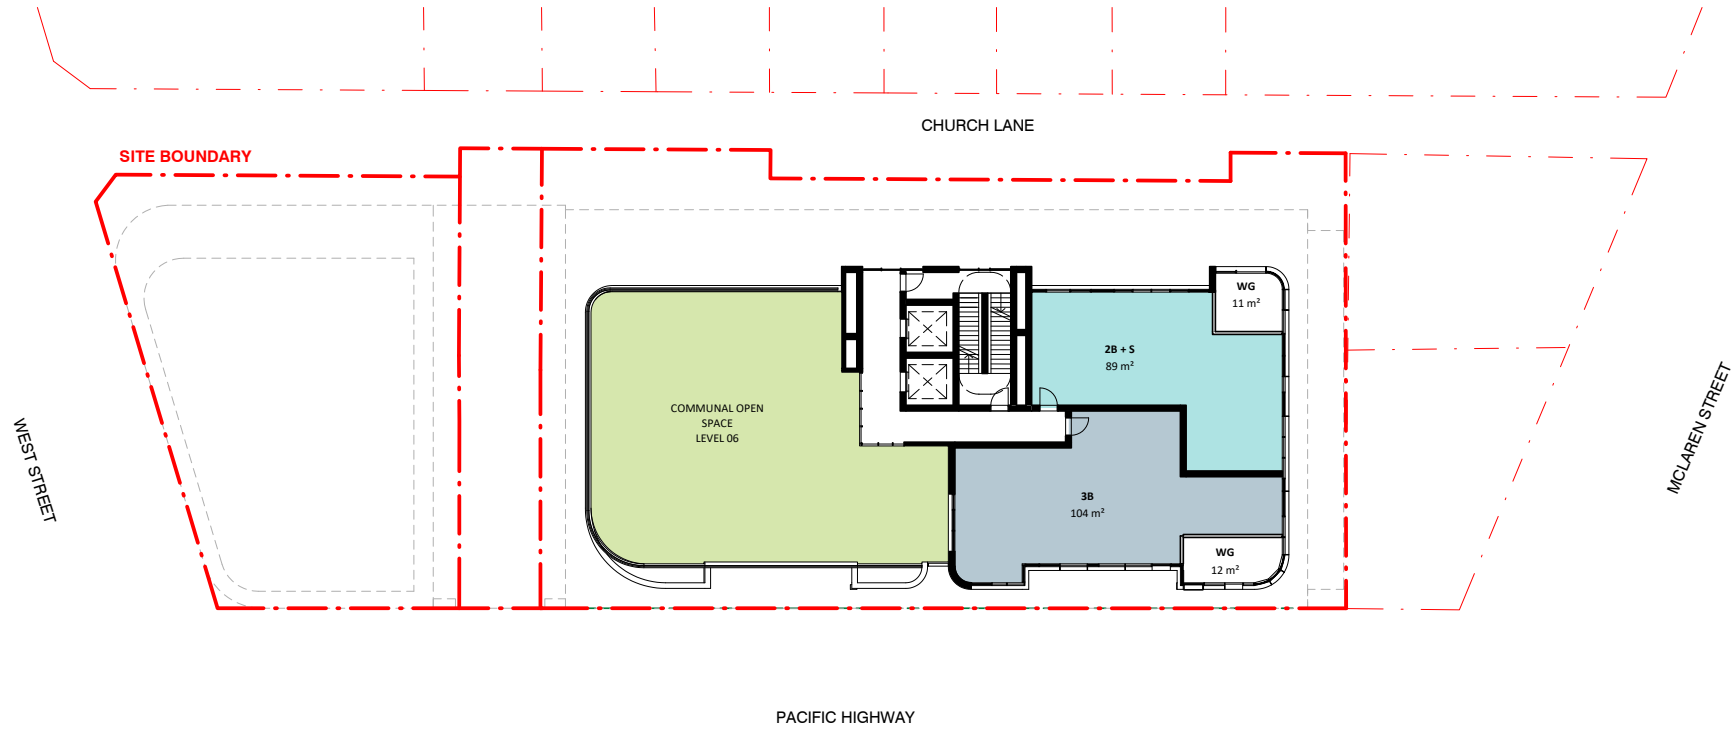 CHURCH LANE
SITE BOUNDARY
WG
11 m²
2B + S
89 m²
COMMUNAL OPEN
SPACE
LEVEL 06
WEST STREET
MCLAREN STREET
3B
104 m²
WG
12 m²
PACIFIC HIGHWAY